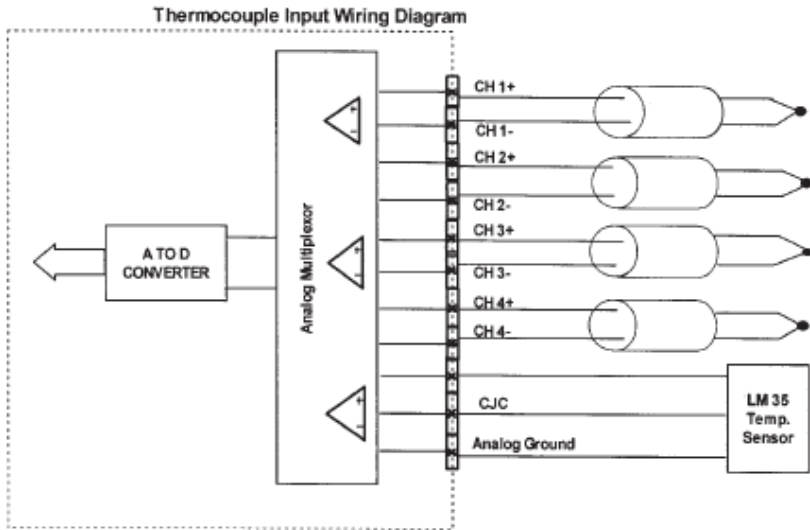 Thermocouple Input Wiring Diagram
CH 1+
CH 1-
CH 2+
CH 2-
CH 3+
CH 3-
CH 4+
CH 4-
CJC
Analog Ground
Analog Multiplexor
A TO D
CONVERTER
LM 35
Temp.
Sensor